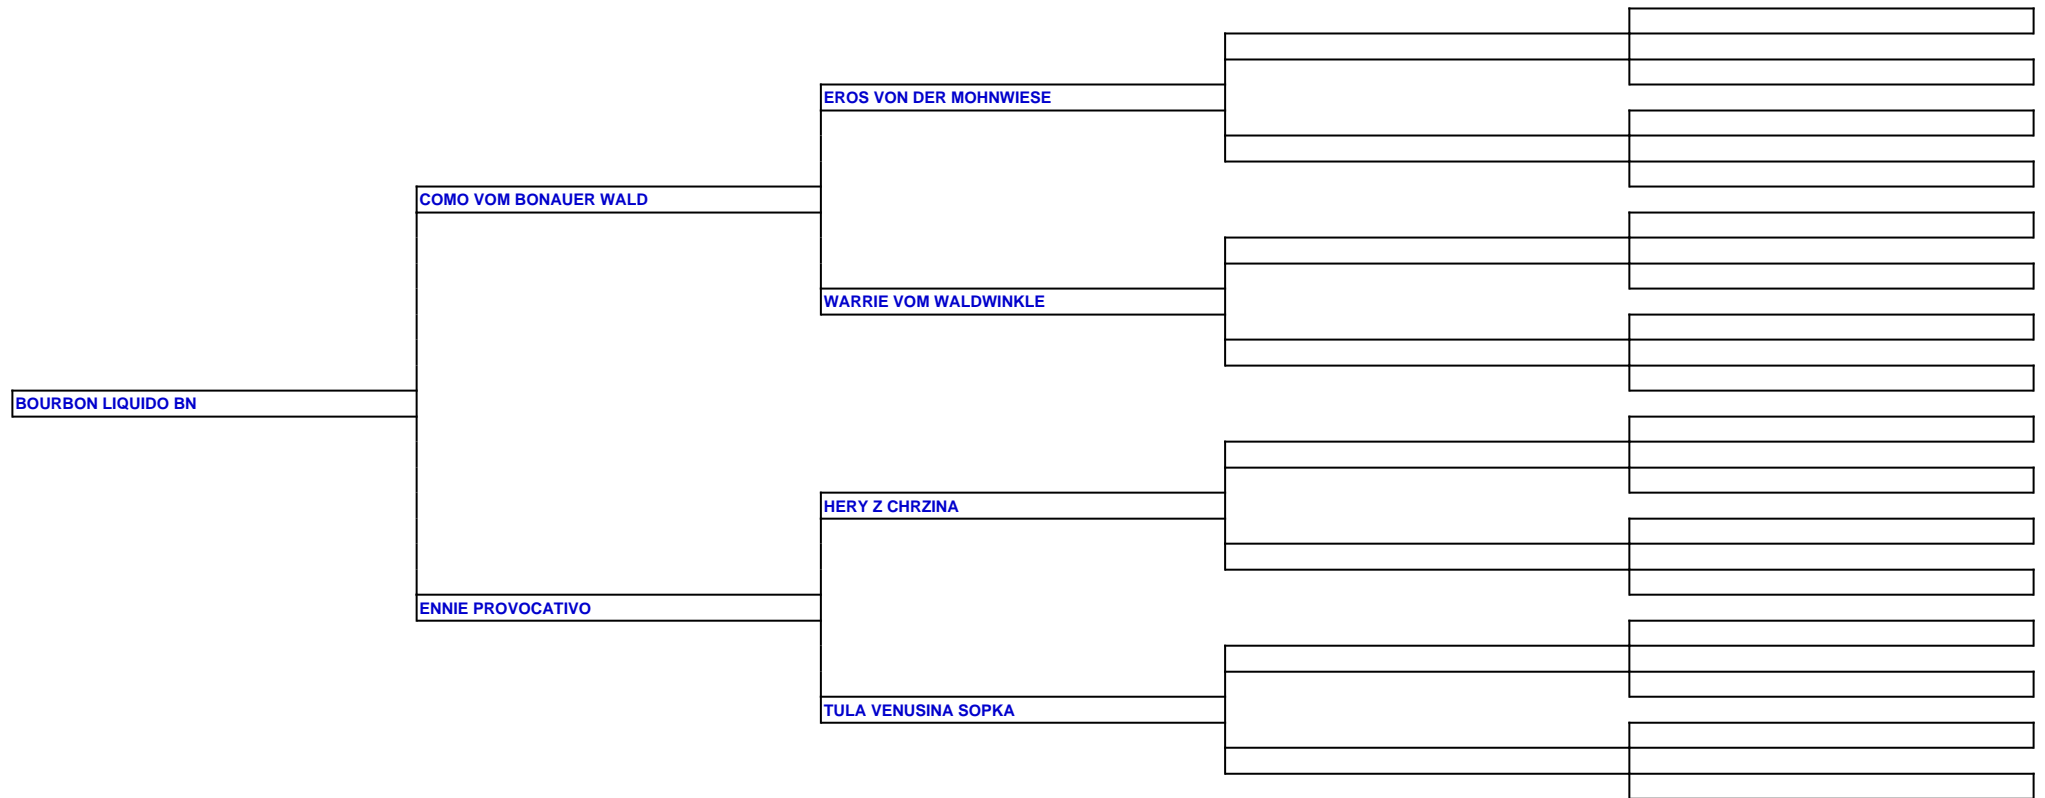 EROS VON DER MOHNWIESE
COMO VOM BONAUER WALD
WARRIE VOM WALDWINKLE
BOURBON LIQUIDO BN
HERY Z CHRZINA
ENNIE PROVOCATIVO
TULA VENUSINA SOPKA